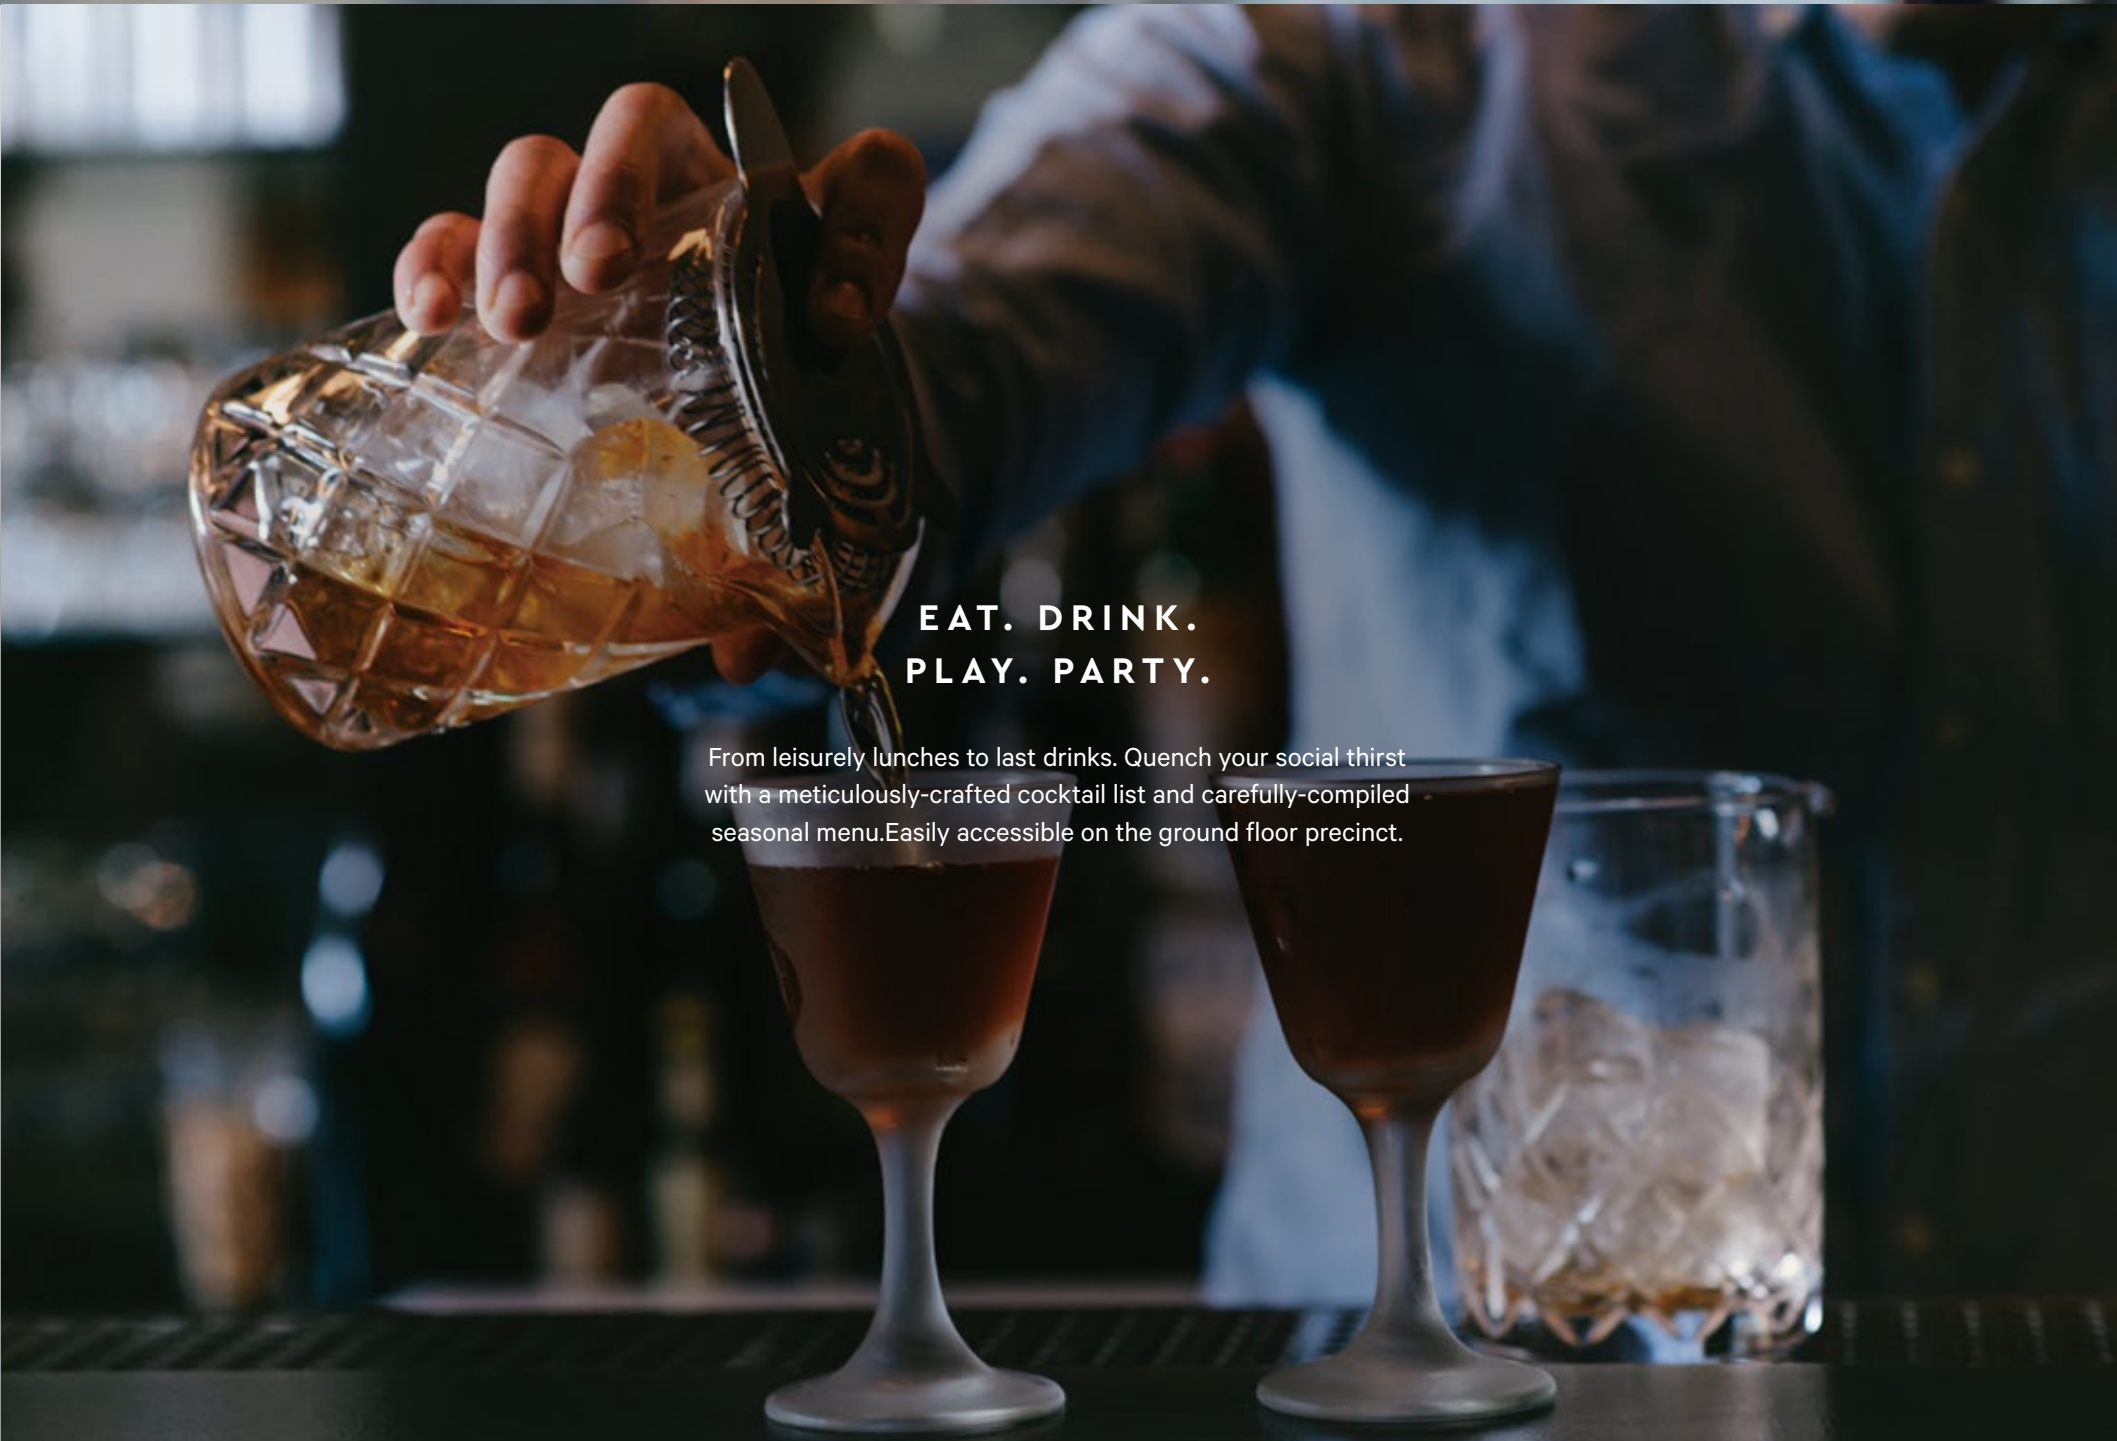 EAT. DRINK.
PLAY. PARTY.
From leisurely lunches to last drinks. Quench your social thirst
with a meticulously-crafted cocktail list and carefully-compiled
seasonal menu.Easily accessible on the ground floor precinct.